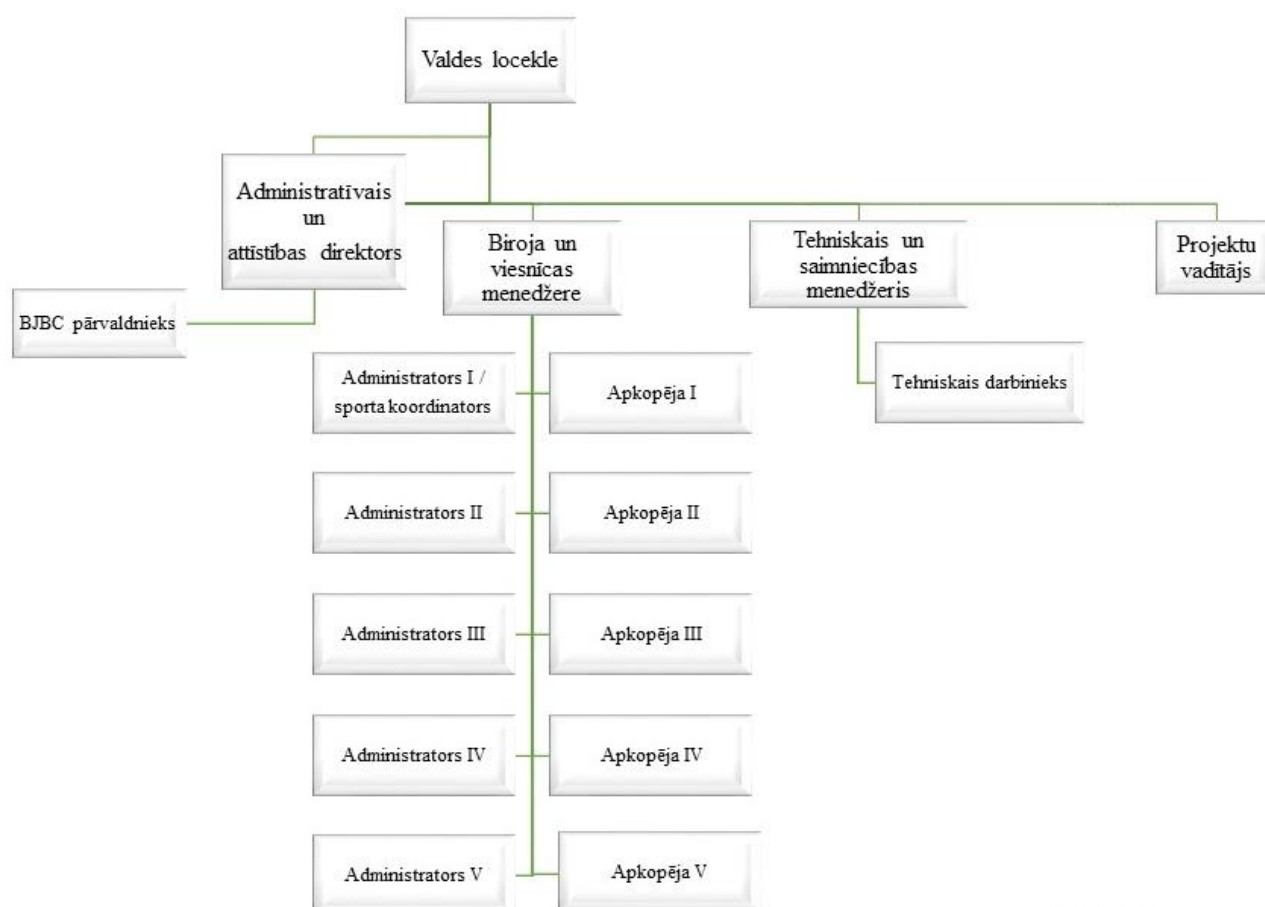 Valdes locekle
Administratīvais
un
attīstības direktors
Biroja un
viesnīcas
menedžere
Tehniskais un
saimniecības
menedžeris
Projektu
vadītājs
BJBC pārvaldnieks
Administrators I /
sporta koordinators
Apkopēja I
Tehniskais darbinieks
Administrators II
Apkopēja II
Administrators III
Apkopēja III
Administrators IV
Apkopēja IV
Administrators V
Apkopēja V